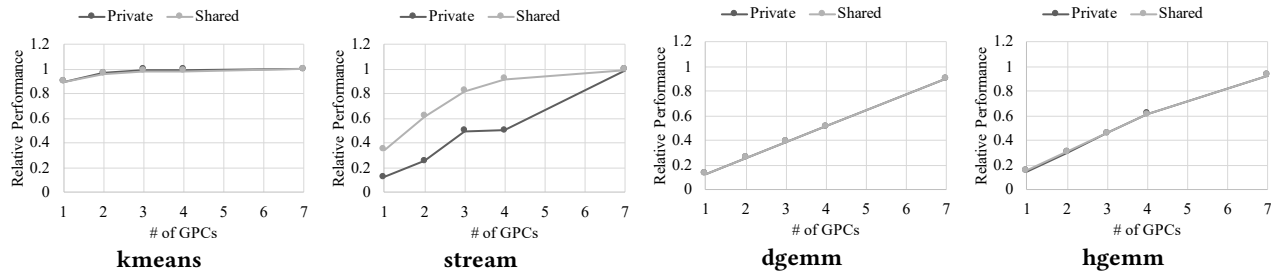 Private Shared
Relative Performance
1.2
1
0.8
0.6
0.4
0.2
0
1 2 3 4 5 6 7
# of GPCs
kmeans
Private Shared
Relative Performance
1.2
1
0.8
0.6
0.4
0.2
0
1 2 3 4 5 6 7
# of GPCs
stream
Private Shared
Relative Performance
1.2
1
0.8
0.6
0.4
0.2
0
1 2 3 4 5 6 7
# of GPCs
dgemm
Private Shared
Relative Performance
1.2
1
0.8
0.6
0.4
0.2
0
1 2 3 4 5 6 7
# of GPCs
hgemm